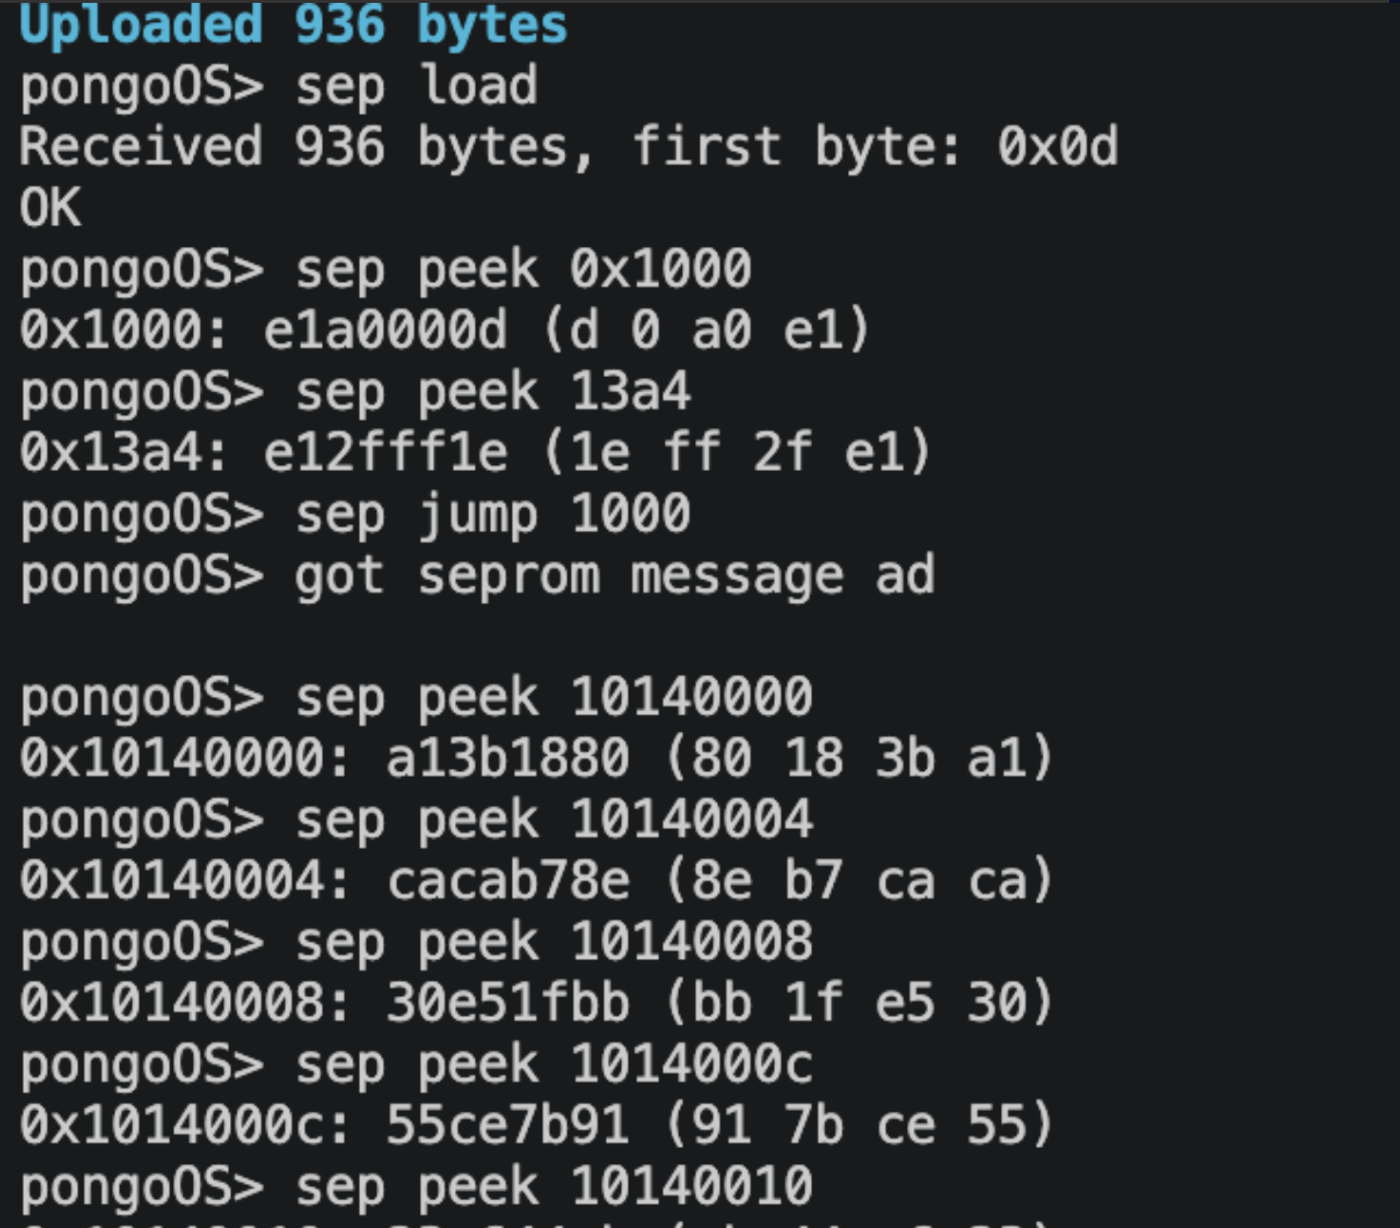 Uploaded 936 bytes
pongoOS> sep load
Received 936 bytes, first byte: 0x0d
OK
pongoOS> sep peek 0x1000
0x1000: e1a0000d (d 0 a0 e1)
pongoOS> sep peek 13a4
0x13a4: e12fff1e (1e ff 2f e1)
pongoOS> sep jump 1000
pongoOS> got seprom message ad
pongoOS> sep peek 10140000
0x10140000: a13b1880 (80 18 3b a1)
pongoOS> sep peek 10140004
0x10140004: cacab78e (8e b7 ca ca)
pongoOS> sep peek 10140008
0x10140008: 30e51fbb (bb 1f e5 30)
pongoOS> sep peek 1014000c
0x1014000c: 55ce7b91 (91 7b ce 55)
pongoOS> sep peek 10140010